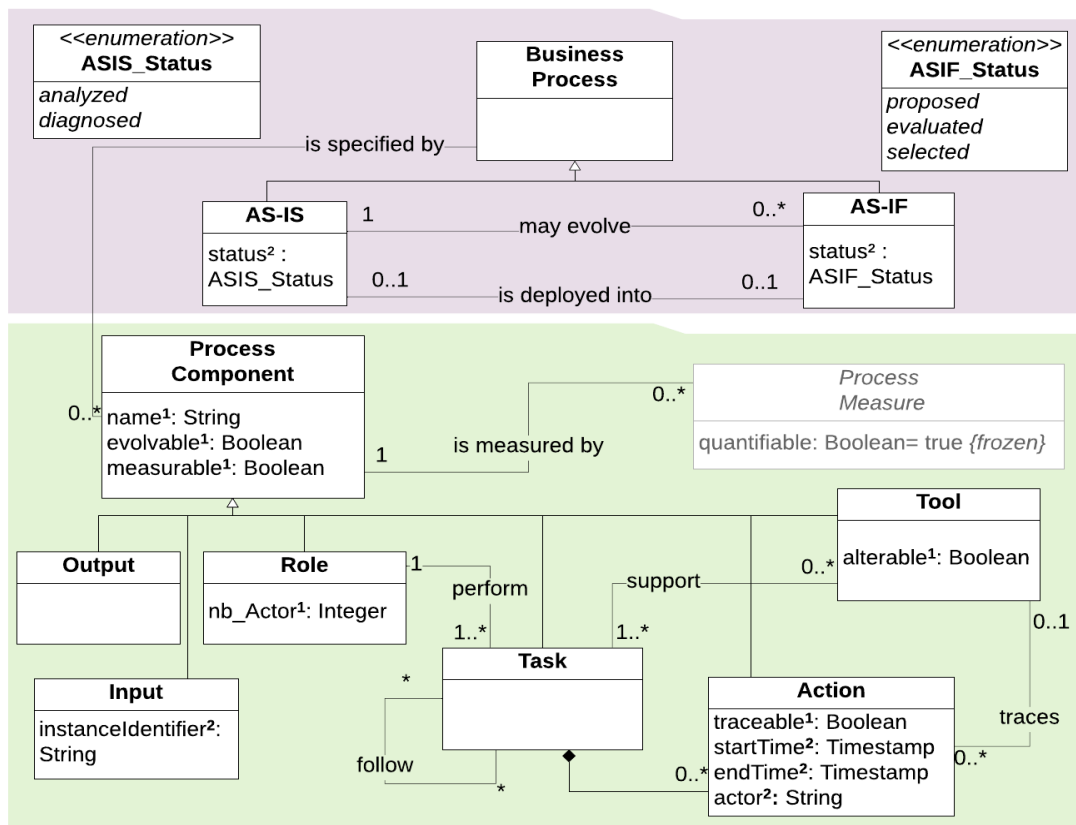 <<enumeration>>
ASIS_Status
analyzed
diagnosed
Business
Process
<<enumeration>>
ASIF_Status
proposed
evaluated
selected
is specified by
AS-IS
status² :
ASIS_Status
1
may evolve
0..*
0..1
is deployed into
0..1
AS-IF
status² :
ASIF_Status
Process
Component
name¹: String
evolvable¹: Boolean
measurable¹: Boolean
0..*
1
is measured by
0..*
Process
Measure
quantifiable: Boolean= true {frozen}
Tool
alterable¹: Boolean
Output
Role
nb_Actor¹: Integer
1
perform
1..*
support
0..*
1..*
0..1
Input
instanceIdentifier²:
String
Task
*
follow
*
0..*
Action
traceable¹: Boolean
startTime²: Timestamp
endTime²: Timestamp
actor²: String
traces
0..*